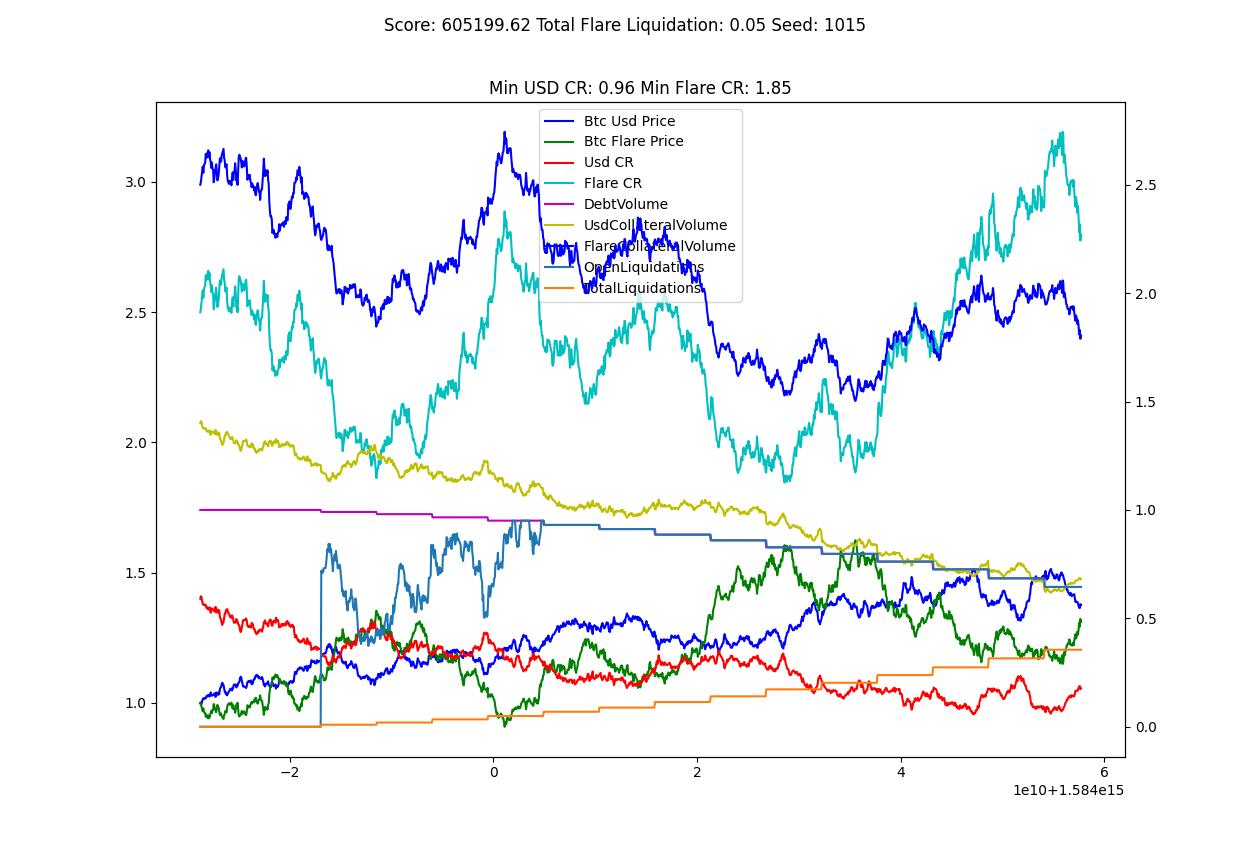 Score: 605199.62 Total Flare Liquidation: 0.05 Seed: 1015
Min USD CR: 0.96 Min Flare CR: 1.85
Btc Usd Price
Btc Flare Price
Usd CR
Flare CR
DebtVolume
UsdCollateralVolume
FlareCollateralVolume
OpenLiquidations
TotalLiquidations
3.0
2.5
2.0
1.5
1.0
2.5
2.0
1.5
1.0
0.5
0.0
−2
0
2
4
6
1e10+1.584e15